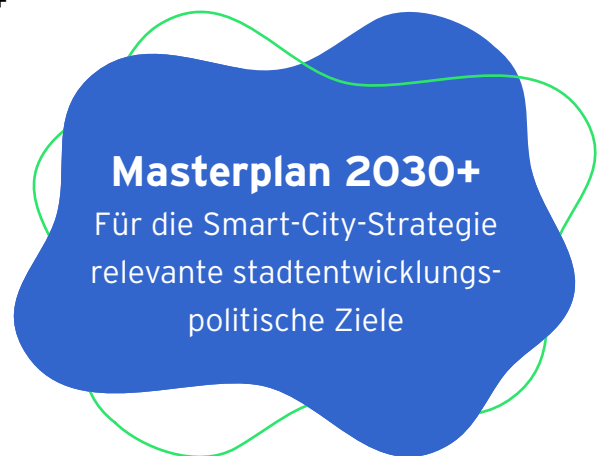 Masterplan 2030+
Für die Smart-City-Strategie
relevante stadtentwicklungs-
politische Ziele